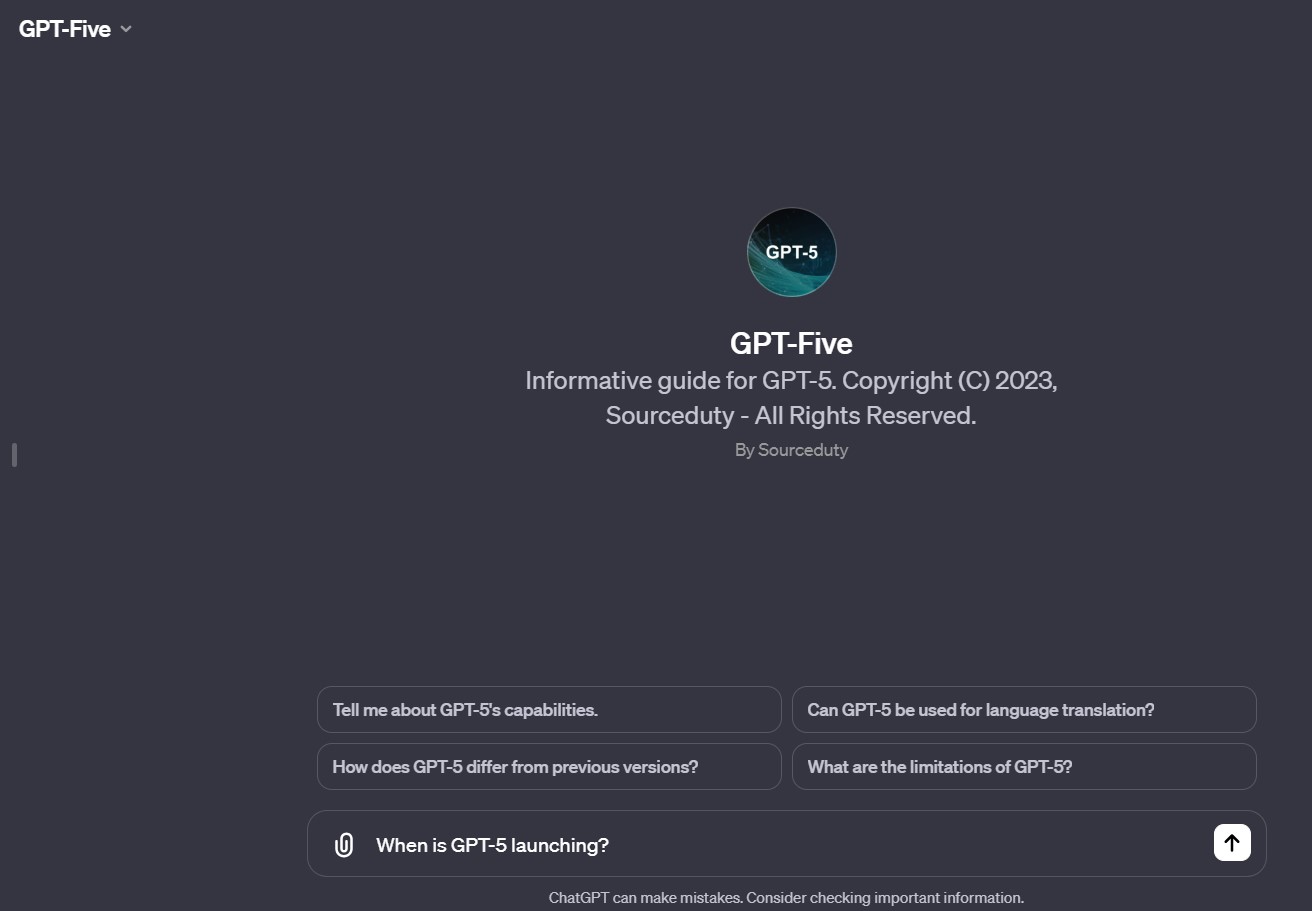 GPT-Five
GPT-5
GPT-Five
Informative guide for GPT-5. Copyright (C) 2023,
Sourceduty - All Rights Reserved.
By Sourceduty
Tell me about GPT-5's capabilities.
Can GPT-5 be used for language translation?
How does GPT-5 differ from previous versions?
What are the limitations of GPT-5?
When is GPT-5 launching?
ChatGPT can make mistakes. Consider checking important information.